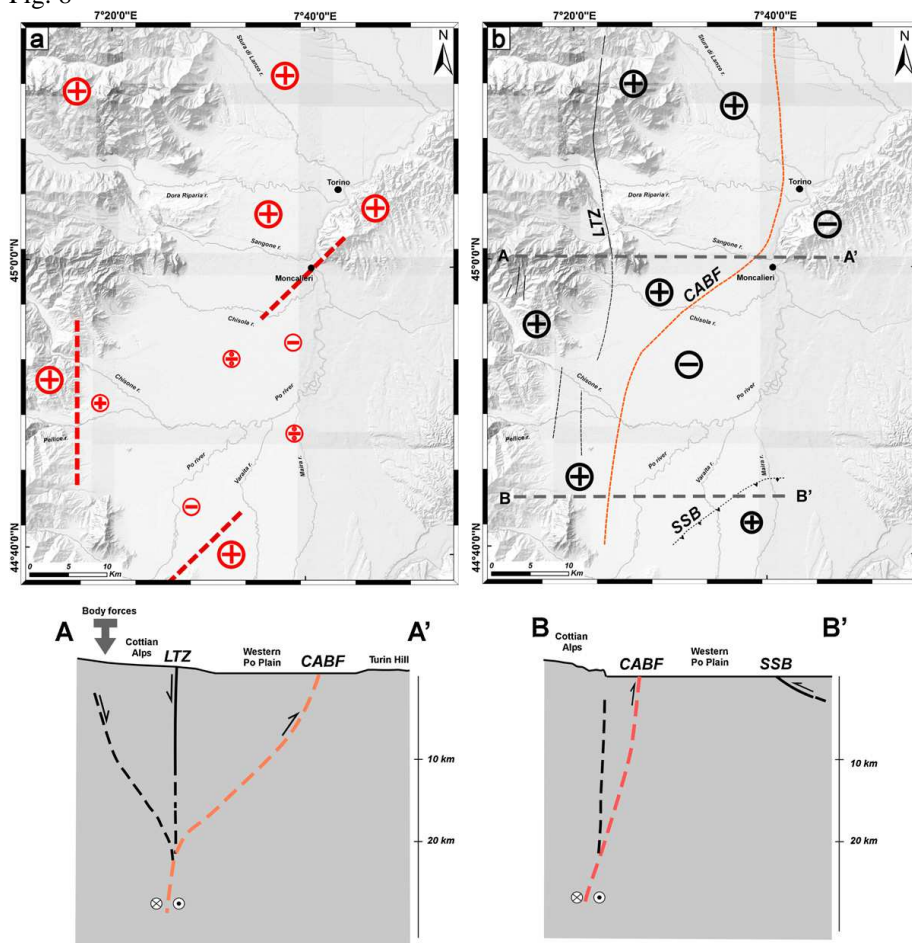 Fig. 8
7°20'0"E
7°40'0"E
7°20'0"E
7°40'0"E
a
N
Stura di Lanzo r.
Torino
Dora Riparia r.
Sangone r.
Moncalieri
Chisola r.
Chisone r.
Pellice r.
Po river
Po river
Varaita r.
Maira r.
45°0'0"N
44°40'0"N
0 5 10
Km
b
N
Stura di Lanzo r.
Torino
Dora Riparia r.
LTZ
Sangone r.
A
A'
Moncalieri
CABF
Chisola r.
Chisone r.
Pellice r.
Po river
Po river
Varaita r.
Maira r.
B
B'
SSB
45°0'0"N
44°40'0"N
0 5 10
Km
Body forces
A
Cottian
Alps
LTZ
Western
Po Plain
CABF
Turin Hill
A'
10 km
20 km
B
Cottian
Alps
CABF
Western
Po Plain
SSB
B'
10 km
20 km